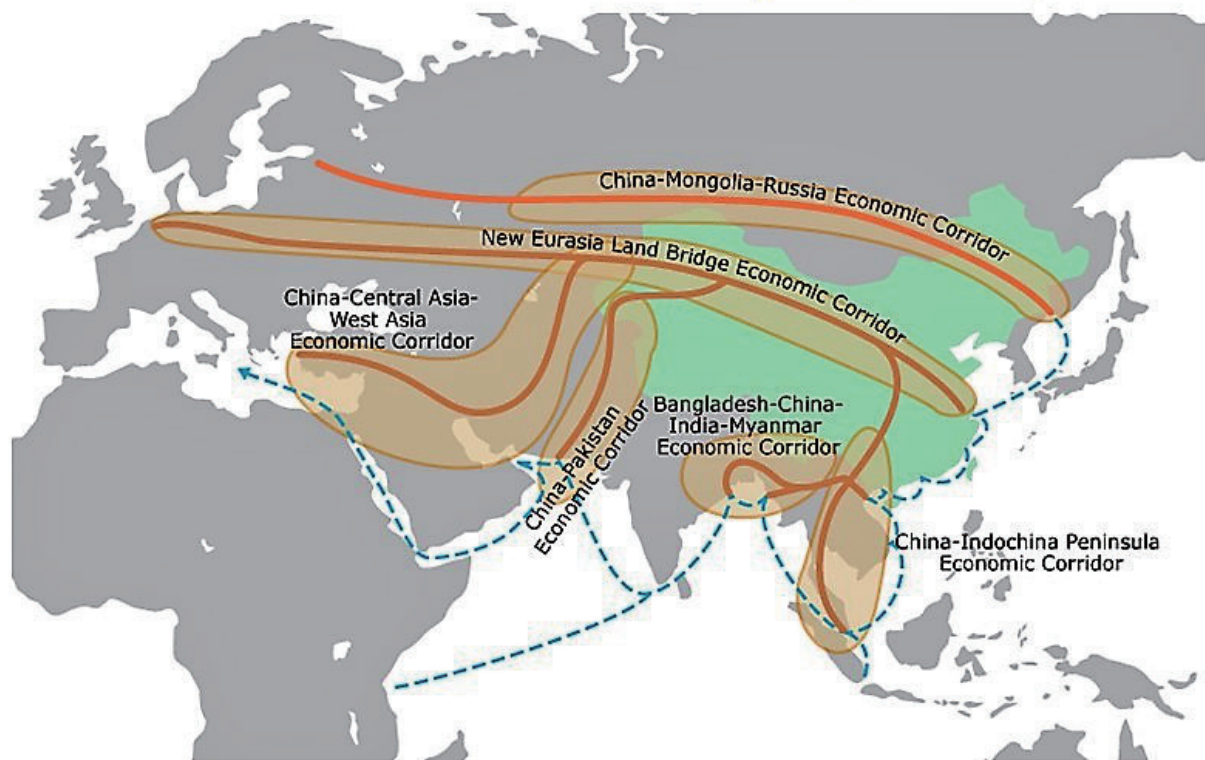 China-Mongolia-Russia Economic Corridor
New Eurasia Land Bridge Economic Corridor
China-Central Asia-
West Asia
Economic Corridor
China-Pakistan
Economic Corridor
Bangladesh-China-
India-Myanmar
Economic Corridor
China-Indochina Peninsula
Economic Corridor